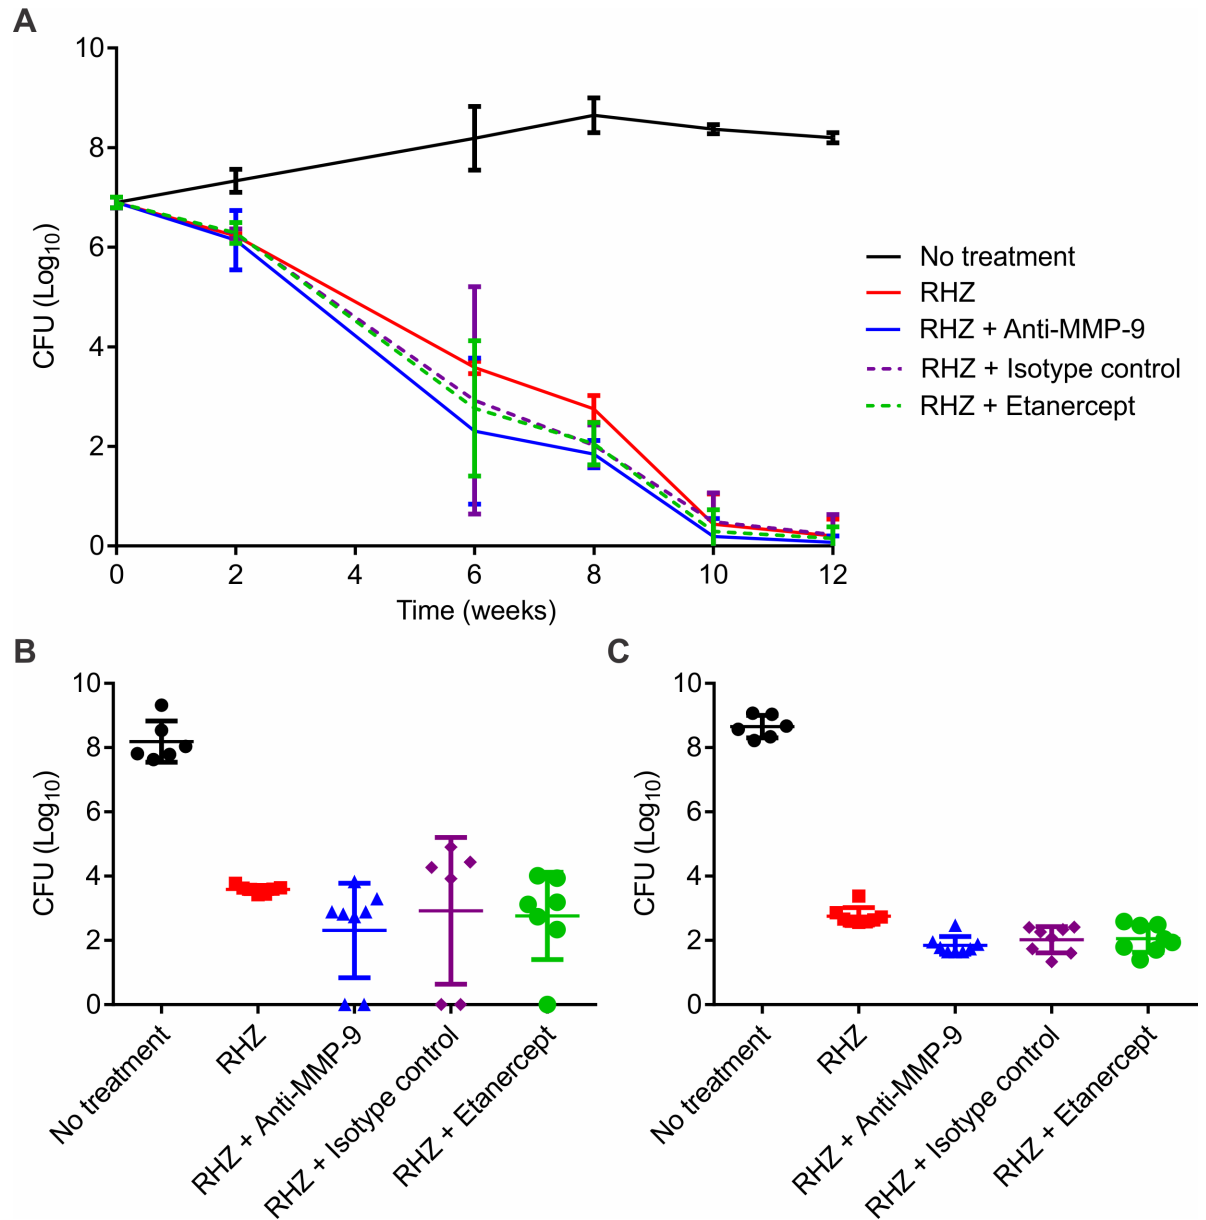 A
10
8
6
4
2
0
CFU (Log10)
0 2 4 6 8 10 12
Time (weeks)
No treatment
RHZ
RHZ + Anti-MMP-9
RHZ + Isotype control
RHZ + Etanercept
B
10
8
6
4
2
0
CFU (Log10)
No treatment
RHZ
RHZ + Anti-MMP-9
RHZ + Isotype control
RHZ + Etanercept
C
10
8
6
4
2
0
CFU (Log10)
No treatment
RHZ
RHZ + Anti-MMP-9
RHZ + Isotype control
RHZ + Etanercept